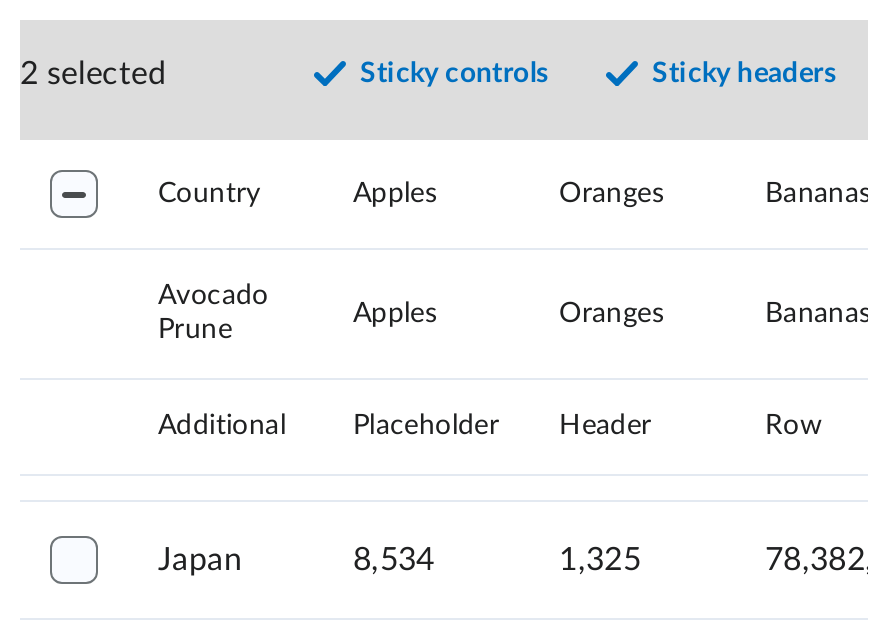 2 selected Sticky controls Sticky headers
Country Apples Oranges Bananas
Avocado
Prune Apples Oranges Bananas
Additional Placeholder Header Row
Japan 8,534 1,325 78,382,